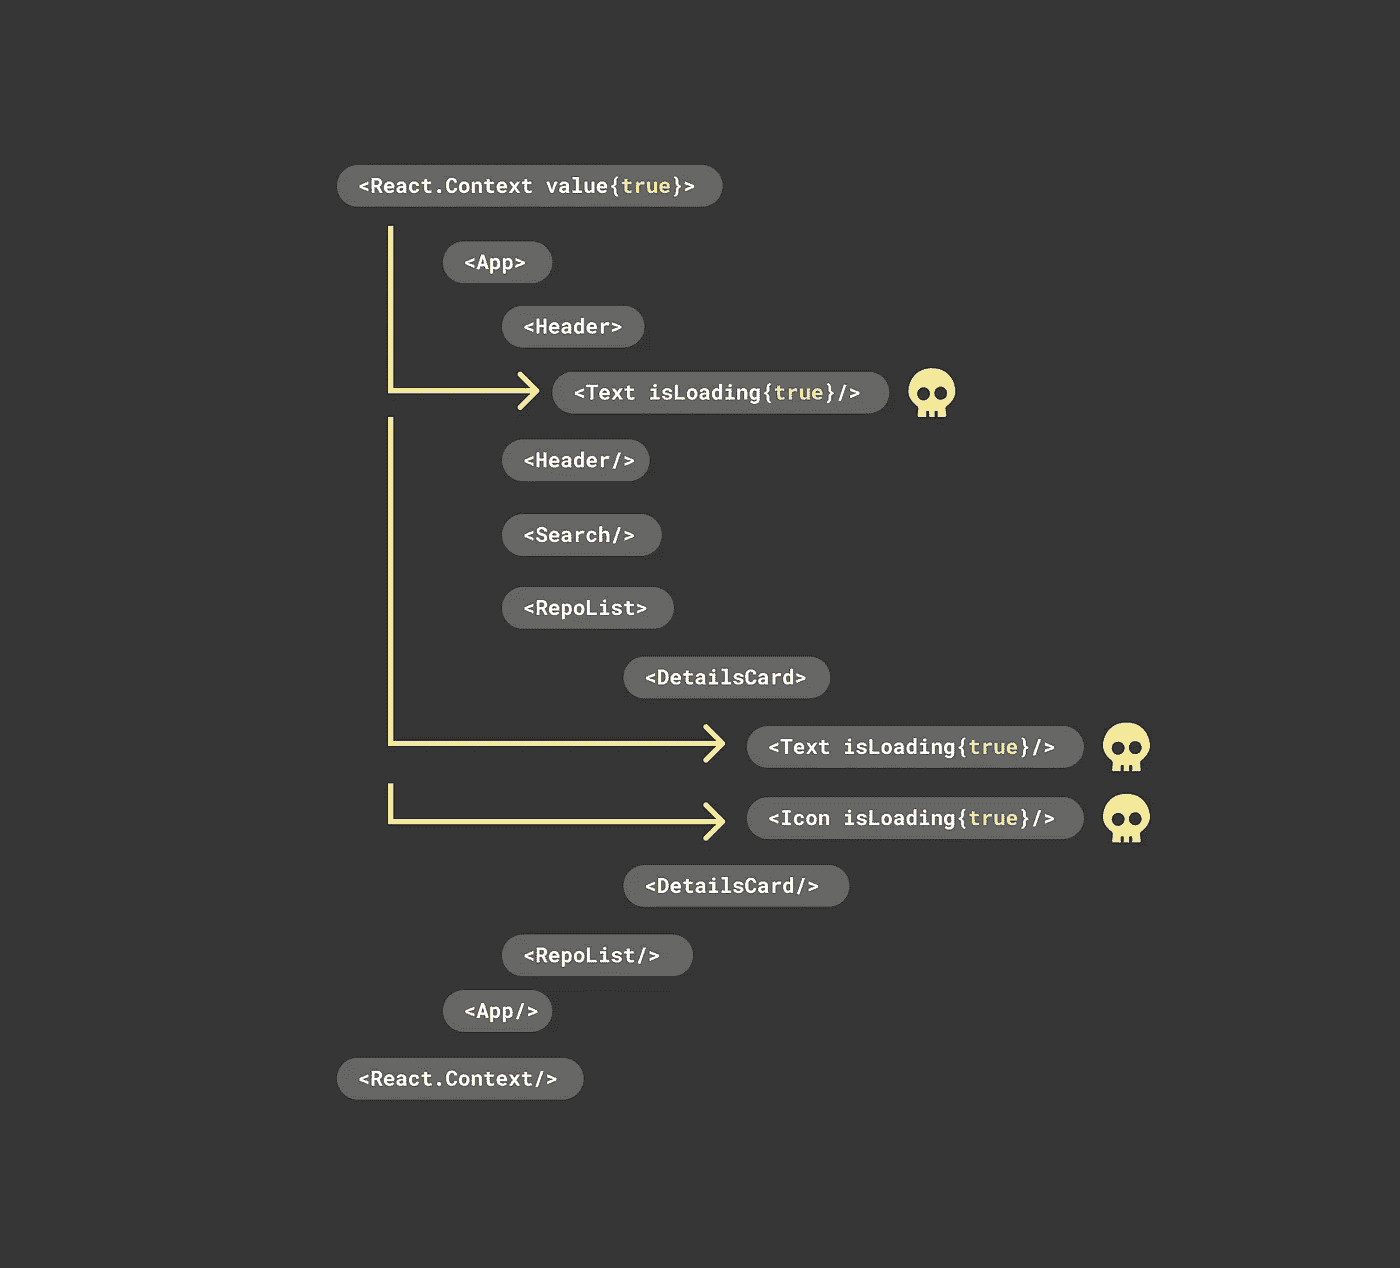 <React.Context value{true}>
<App>
<Header>
<Text isLoading{true}/>
<Header/>
<Search/>
<RepoList>
<DetailsCard>
<Text isLoading{true}/>
<Icon isLoading{true}/>
<DetailsCard/>
<RepoList/>
<App/>
<React.Context/>